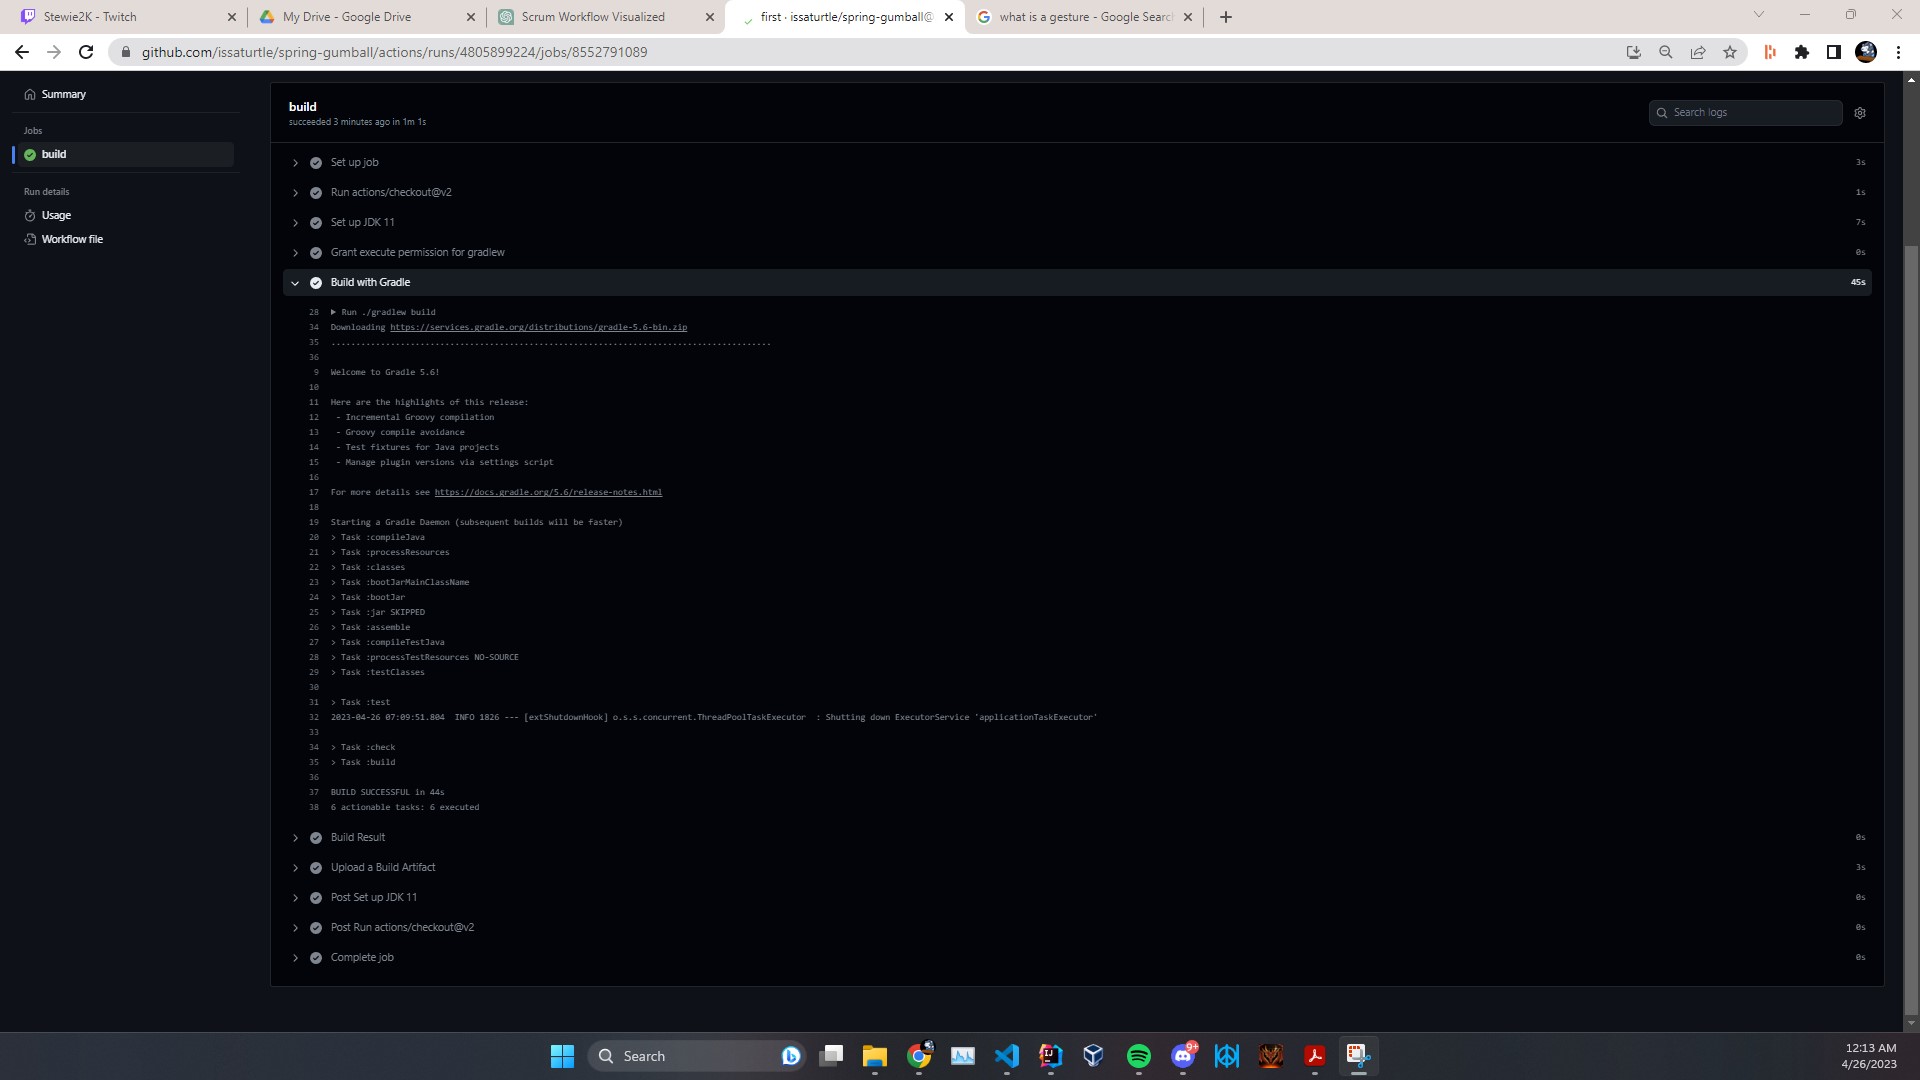 Stewie2K - Twitch
My Drive - Google Drive
Scrum Workflow Visualized
first · issaturtle/spring-gumball@
what is a gesture - Google Searc
github.com/issaturtle/spring-gumball/actions/runs/4805899224/jobs/8552791089
Summary
Jobs
build
Run details
Usage
Workflow file
build
succeeded 3 minutes ago in 1m 1s
Search logs
Set up job 3s
Run actions/checkout@v2 1s
Set up JDK 11 7s
Grant execute permission for gradlew 0s
Build with Gradle 45s
28 Run ./gradlew build
34 Downloading https://services.gradle.org/distributions/gradle-5.6-bin.zip
35 .........................................................................................
36
9 Welcome to Gradle 5.6!
10
11 Here are the highlights of this release:
12 - Incremental Groovy compilation
13 - Groovy compile avoidance
14 - Test fixtures for Java projects
15 - Manage plugin versions via settings script
16
17 For more details see https://docs.gradle.org/5.6/release-notes.html
18
19 Starting a Gradle Daemon (subsequent builds will be faster)
20 > Task :compileJava
21 > Task :processResources
22 > Task :classes
23 > Task :bootJarMainClassName
24 > Task :bootJar
25 > Task :jar SKIPPED
26 > Task :assemble
27 > Task :compileTestJava
28 > Task :processTestResources NO-SOURCE
29 > Task :testClasses
30
31 > Task :test
32 2023-04-26 07:09:51.804  INFO 1826 --- [extShutdownHook] o.s.s.concurrent.ThreadPoolTaskExecutor  : Shutting down ExecutorService 'applicationTaskExecutor'
33
34 > Task :check
35 > Task :build
36
37 BUILD SUCCESSFUL in 44s
38 6 actionable tasks: 6 executed
Build Result 0s
Upload a Build Artifact 3s
Post Set up JDK 11 0s
Post Run actions/checkout@v2 0s
Complete job 0s
Search
9+
12:13 AM
4/26/2023